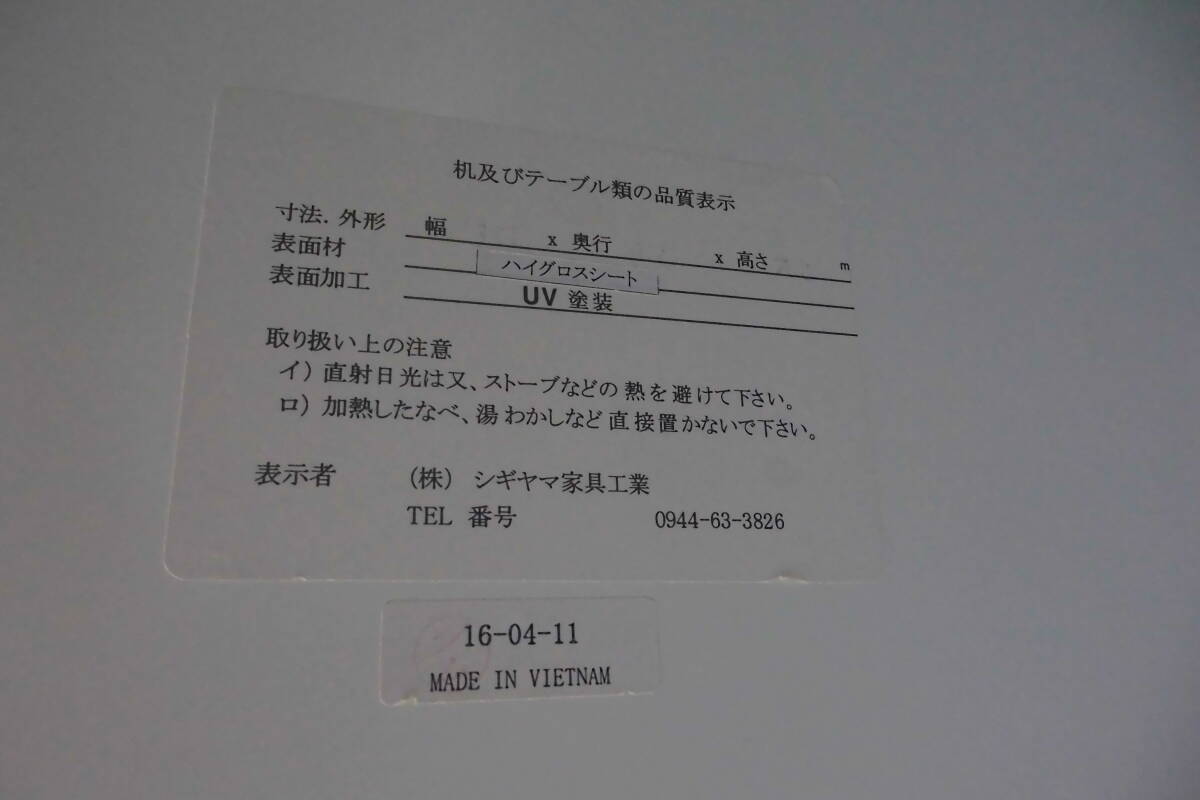 机及びテーブル類の品質表示
寸法．外形 幅 x 奥行 x 高さ m
表面材 ハイグロスシート
表面加工 UV 塗装
取り扱い上の注意
イ）直射日光は又、ストーブなどの熱を避けて下さい。
ロ）加熱したなべ、湯わかしなど直接置かないで下さい。
表示者 （株） シギヤマ家具工業
TEL 番号 0944-63-3826
16-04-11
MADE IN VIETNAM